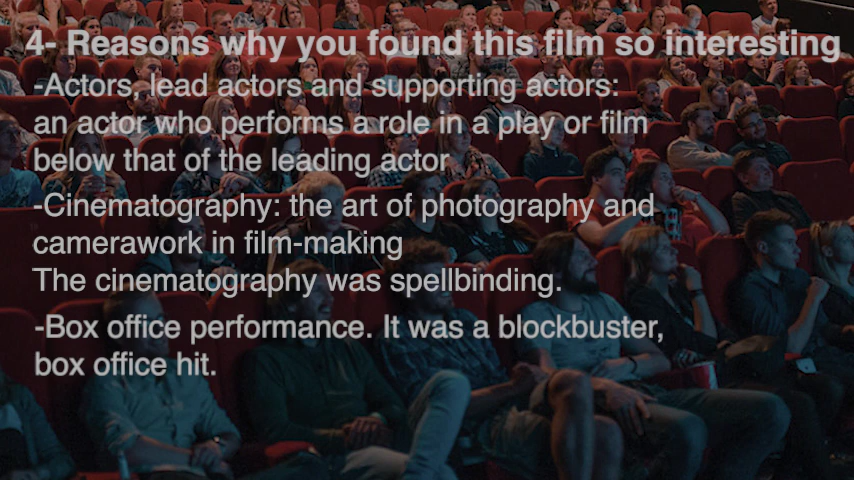 4- Reasons why you found this film so interesting
-Actors, lead actors and supporting actors:
an actor who performs a role in a play or film
below that of the leading actor
-Cinematography: the art of photography and
camerawork in film-making
The cinematography was spellbinding.
-Box office performance. It was a blockbuster,
box office hit.